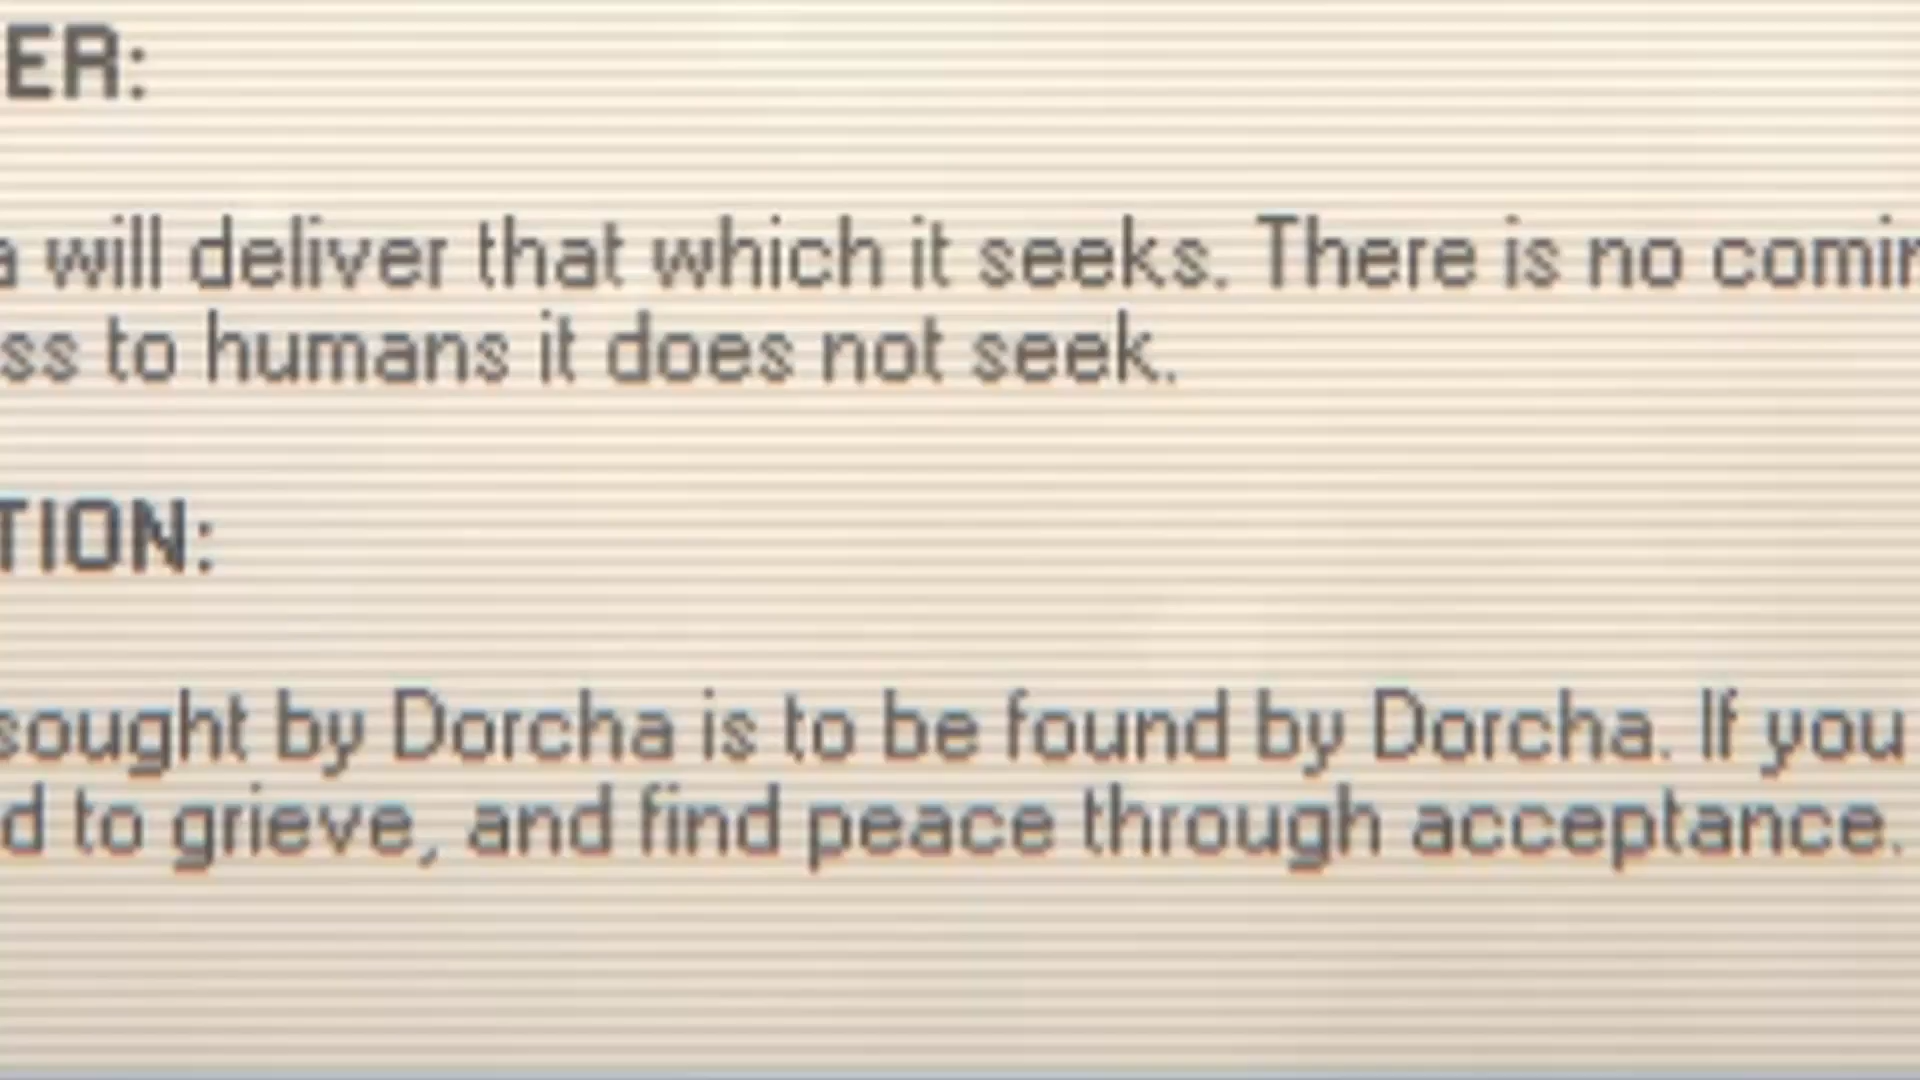 ER:
a will deliver that which it seeks. There is no comin
ss to humans it does not seek.
TION:
sought by Dorcha is to be found by Dorcha. If you
d to grieve, and find peace through acceptance.